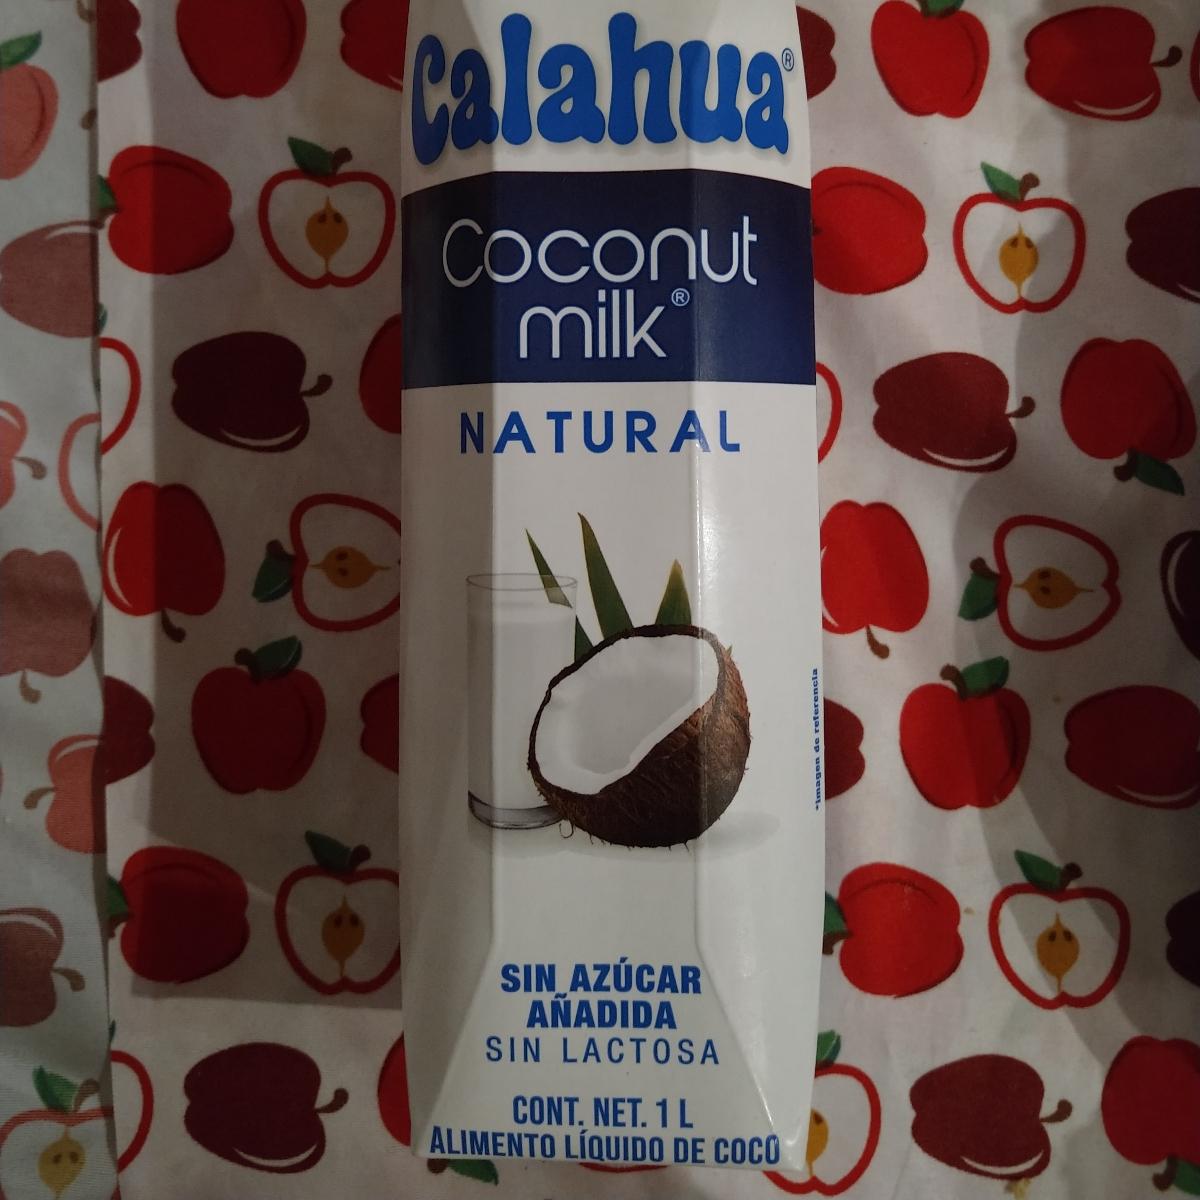 Calahua®
Coconut
milk®
NATURAL
*Imagen de referencia
SIN AZÚCAR
AÑADIDA
SIN LACTOSA
CONT. NET. 1 L
ALIMENTO LÍQUIDO DE COCO